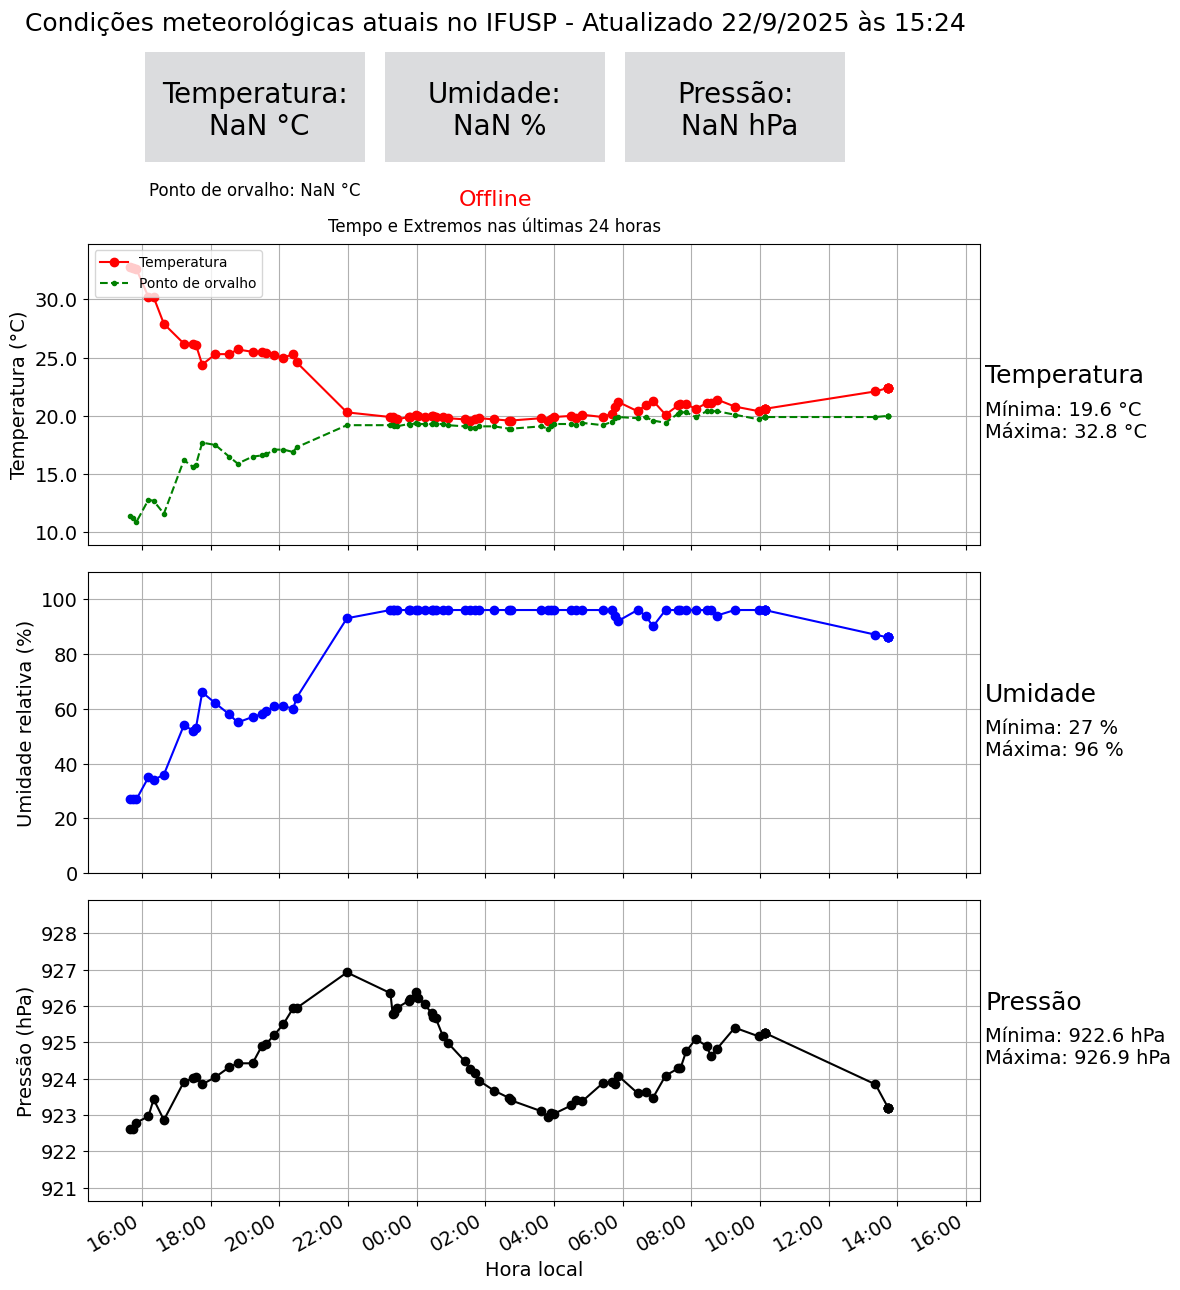 Condições meteorológicas atuais no IFUSP - Atualizado 22/9/2025 às 15:24
Temperatura:
NaN °C
Umidade:
NaN %
Pressão:
NaN hPa
Ponto de orvalho: NaN °C
Offline
Tempo e Extremos nas últimas 24 horas
Temperatura
Ponto de orvalho
Temperatura (°C)
30.0
25.0
20.0
15.0
10.0
Temperatura
Mínima: 19.6 °C
Máxima: 32.8 °C
Umidade relativa (%)
100
80
60
40
20
0
Umidade
Mínima: 27 %
Máxima: 96 %
Pressão (hPa)
928
927
926
925
924
923
922
921
Pressão
Mínima: 922.6 hPa
Máxima: 926.9 hPa
16:00
18:00
20:00
22:00
00:00
02:00
04:00
06:00
08:00
10:00
12:00
14:00
16:00
Hora local